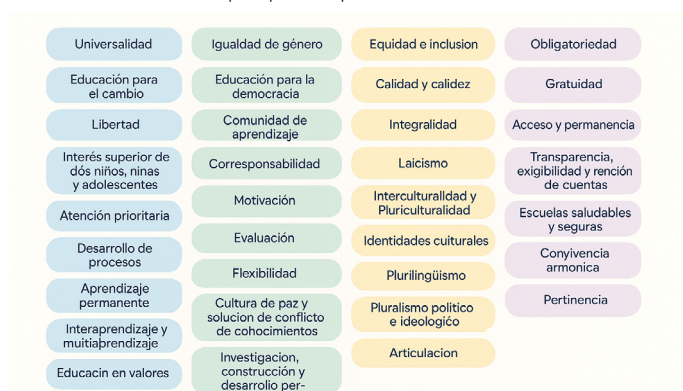 Universalidad
Educación para
el cambio
Libertad
Interés superior de
dós niños, ninas
y adolescentes
Atención prioritaria
Desarrollo de
procesos
Aprendizaje
permanente
Interaprendizaje y
muitiaprendizaje
Educacin en valores
Igualdad de género
Educación para la
democracia
Comunidad de
aprendizaje
Corresponsabilidad
Motivación
Evaluación
Flexibilidad
Cultura de paz y
solucion de conflicto
de cohocimientos
Investigacion,
construcción y
desarrolio per-
Equidad e inclusion
Calidad y calidez
Integralidad
Laicismo
Interculturalldad y
Pluriculturalidad
Identidades culturales
Plurilingüismo
Pluralismo politico
e ideologićo
Articulacion
Obligatoriedad
Gratuidad
Acceso y permanencia
Transparencia,
exigibilidad y rención
de cuentas
Escuelas saludables
y seguras
Conyivencia
armonica
Pertinencia